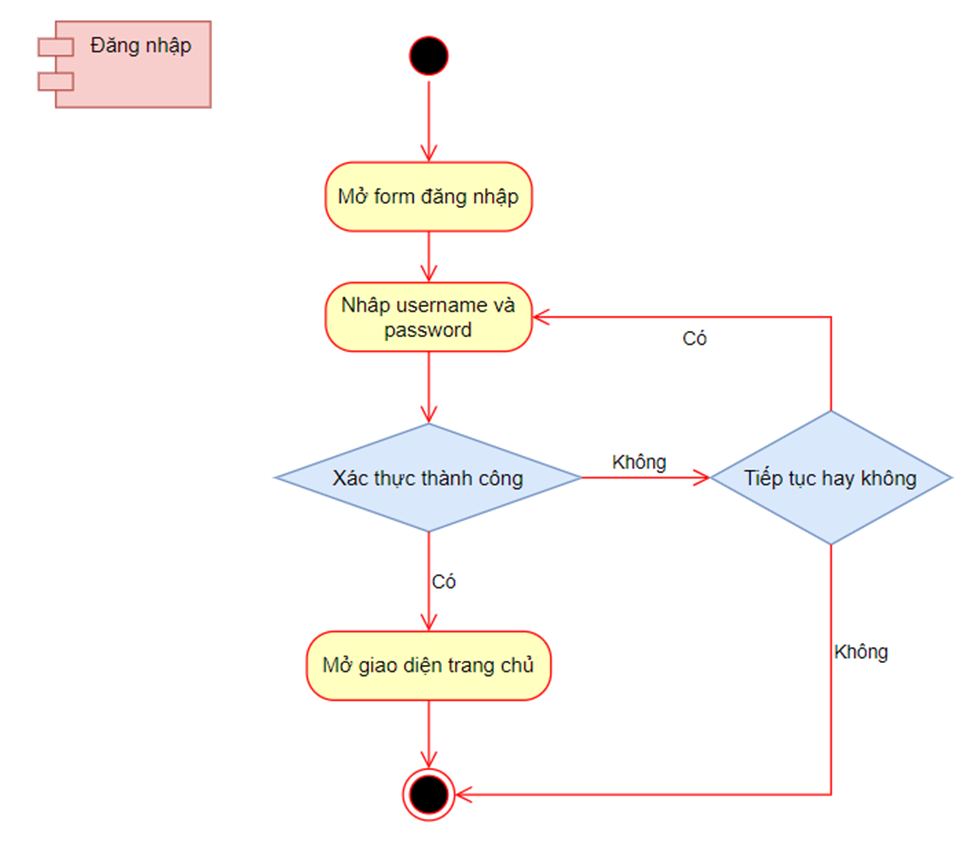 Đăng nhập
Mở form đăng nhập
Nhâp username và
password
Có
Xác thực thành công
Không
Tiếp tục hay không
Có
Mở giao diện trang chủ
Không